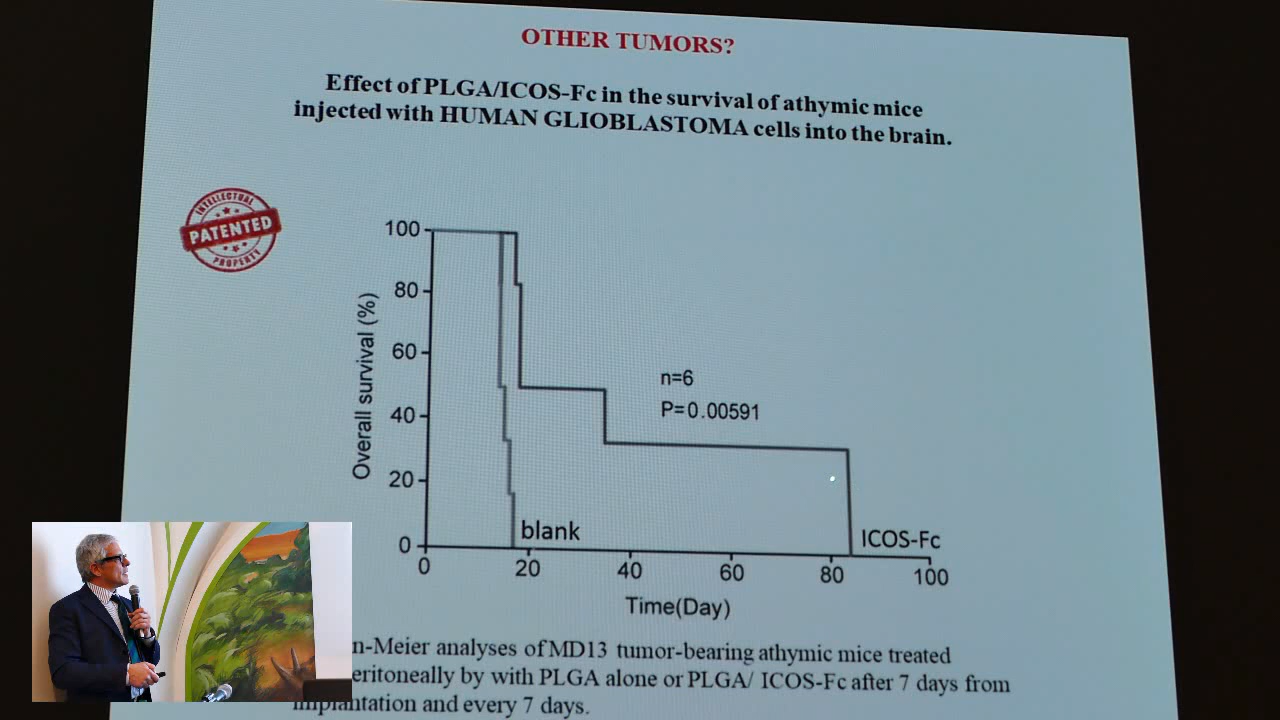 OTHER TUMORS?
Effect of PLGA/ICOS-Fc in the survival of athymic mice
injected with HUMAN GLIOBLASTOMA cells into the brain.
INTELLECTUAL
PATENTED
PROPERTY
100
80
60
40
20
0
Overall survival (%)
n=6
P=0.00591
blank
ICOS-Fc
0 20 40 60 80 100
Time(Day)
n-Meier analyses of MD13 tumor-bearing athymic mice treated
eritoneally by with PLGA alone or PLGA/ ICOS-Fc after 7 days from
implantation and every 7 days.